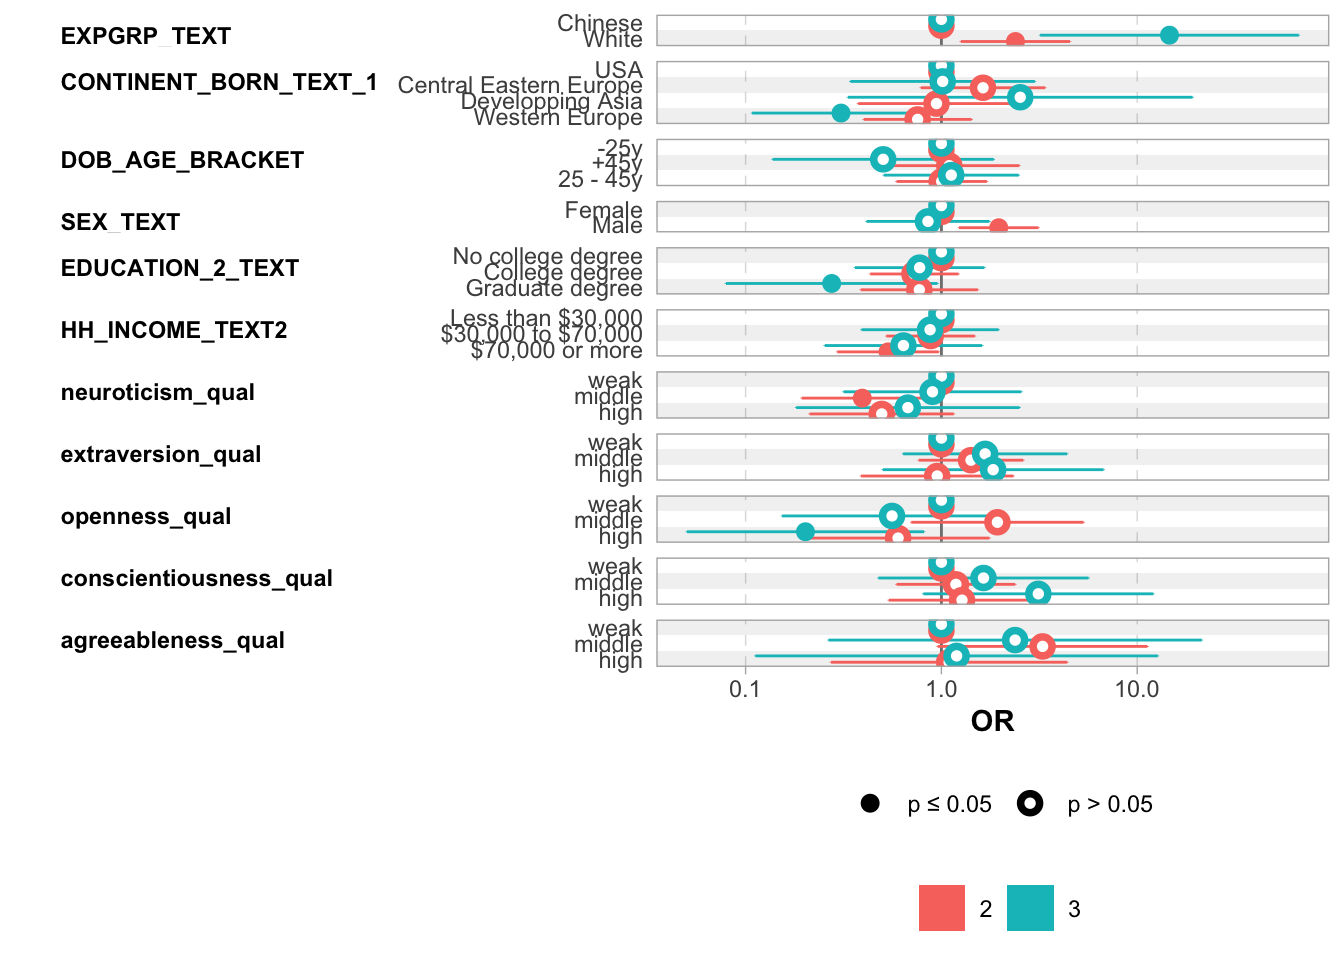 EXPGRP_TEXT
Chinese
White
CONTINENT_BORN_TEXT_1
USA
Central Eastern Europe
Developping Asia
Western Europe
DOB_AGE_BRACKET
-25y
+45y
25 - 45y
SEX_TEXT
Female
Male
EDUCATION_2_TEXT
No college degree
College degree
Graduate degree
HH_INCOME_TEXT2
Less than $30,000
$30,000 to $70,000
$70,000 or more
neuroticism_qual
weak
middle
high
extraversion_qual
weak
middle
high
openness_qual
weak
middle
high
conscientiousness_qual
weak
middle
high
agreeableness_qual
weak
middle
high
0.1 1.0 10.0
OR
p ≤ 0.05 p > 0.05
2 3